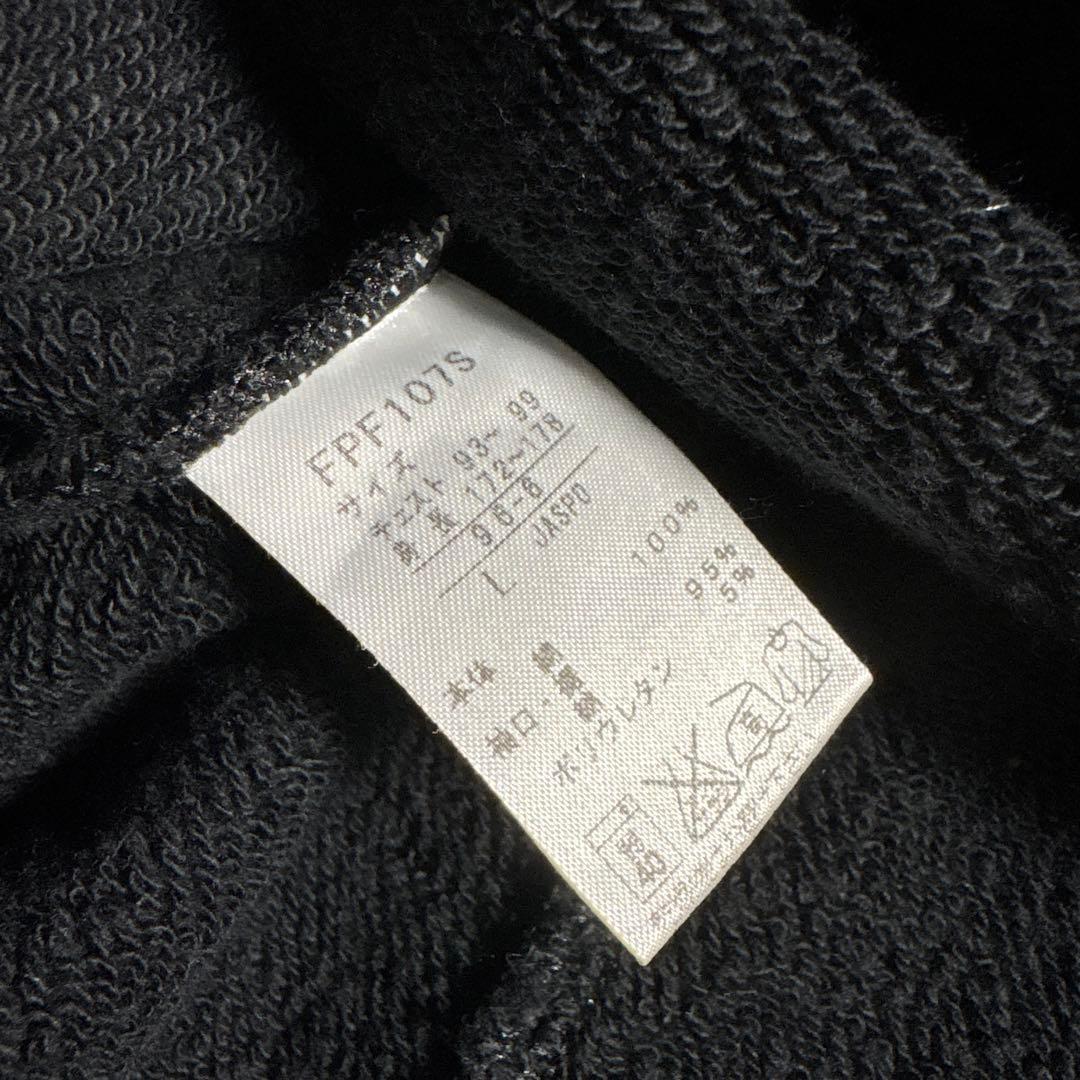 FPF107S
サイズ
チェスト 93~ 99
身長 172~178
96-6
L JASPO
本体 綿 100%
袖口・裾 綿 95%
ポリウレタン 5%
40